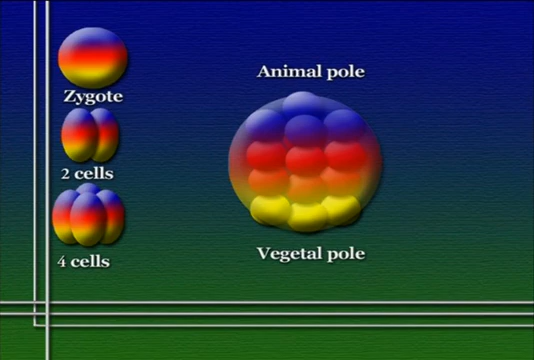 Zygote
2 cells
4 cells
Animal pole
Vegetal pole